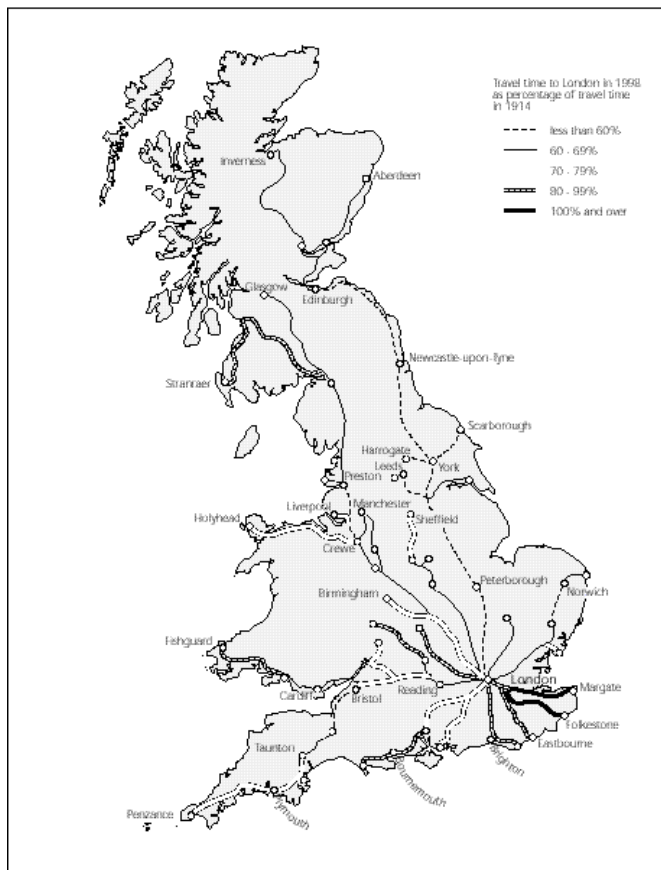 Travel time to London in 1998
as percentage of travel time
in 1914
less than 60%
60 - 69%
70 - 79%
80 - 99%
100% and over
Inverness
Aberdeen
Glasgow
Edinburgh
Newcastle-upon-Tyne
Stranraer
Scarborough
Harrogate
Leeds
York
Preston
Liverpool
Manchester
Holyhead
Sheffield
Crewe
Peterborough
Birmingham
Norwich
Fishguard
London
Cardiff
Bristol
Reading
Margate
Folkestone
Taunton
Eastbourne
Brighton
Bournemouth
Plymouth
Penzance